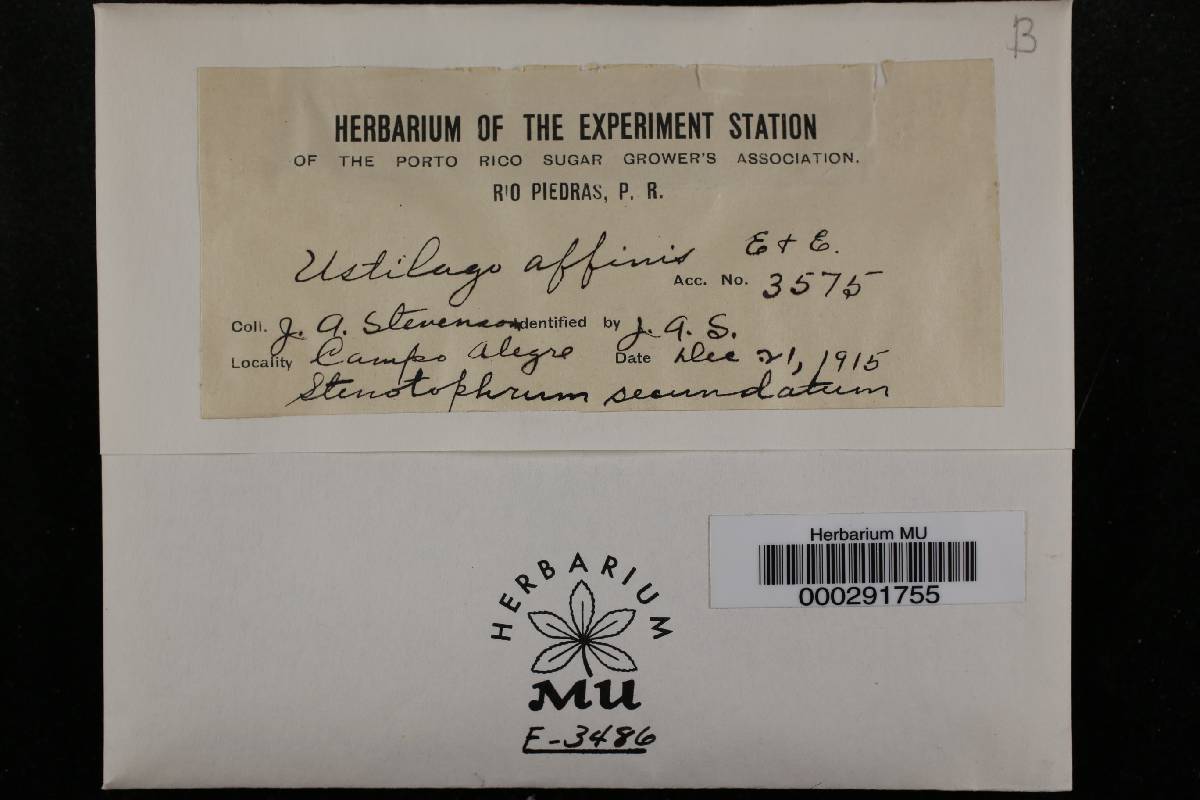 B
HERBARIUM OF THE EXPERIMENT STATION
OF THE PORTO RICO SUGAR GROWER'S ASSOCIATION.
RIO PIEDRAS, P. R.
Ustilago affinis E & E.
Acc. No. 3575
Coll. J. A. Stevenson Identified by J. A. S.
Locality Campo Alegre Date Dec 21, 1915
Stenotophrum secundatum
Herbarium MU
000291755
HERBARIUM
MU
F-3486